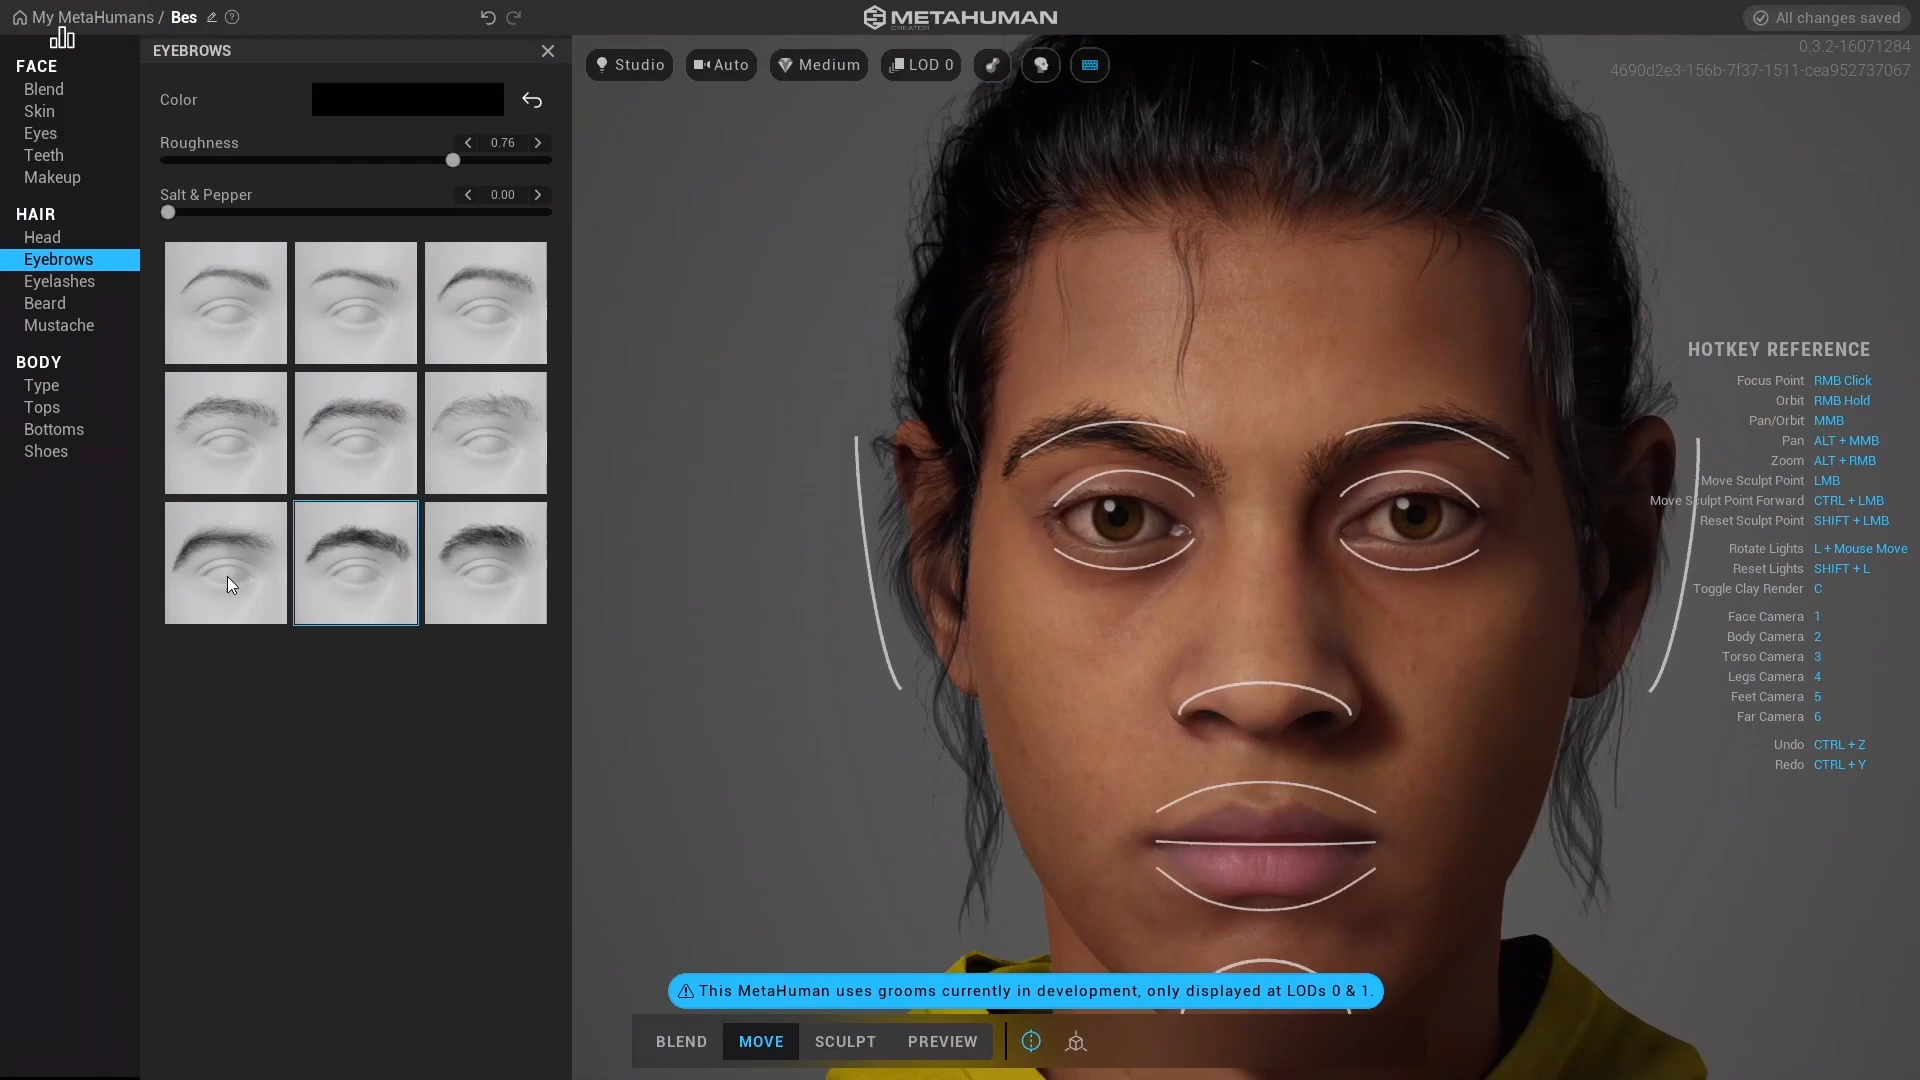 My MetaHumans / Bes
METAHUMAN
CREATOR
All changes saved
0.3.2-16071284
4690d2e3-156b-7f37-1511-cea952737067
FACE
Blend
Skin
Eyes
Teeth
Makeup
HAIR
Head
Eyebrows
Eyelashes
Beard
Mustache
BODY
Type
Tops
Bottoms
Shoes
EYEBROWS
Color
Roughness 0.76
Salt & Pepper 0.00
Studio Auto Medium LOD 0
HOTKEY REFERENCE
Focus Point RMB Click
Orbit RMB Hold
Pan/Orbit MMB
Pan ALT + MMB
Zoom ALT + RMB
Move Sculpt Point LMB
Move Sculpt Point Forward CTRL + LMB
Reset Sculpt Point SHIFT + LMB
Rotate Lights L + Mouse Move
Reset Lights SHIFT + L
Toggle Clay Render C
Face Camera 1
Body Camera 2
Torso Camera 3
Legs Camera 4
Feet Camera 5
Far Camera 6
Undo CTRL + Z
Redo CTRL + Y
This MetaHuman uses grooms currently in development, only displayed at LODs 0 & 1.
BLEND MOVE SCULPT PREVIEW